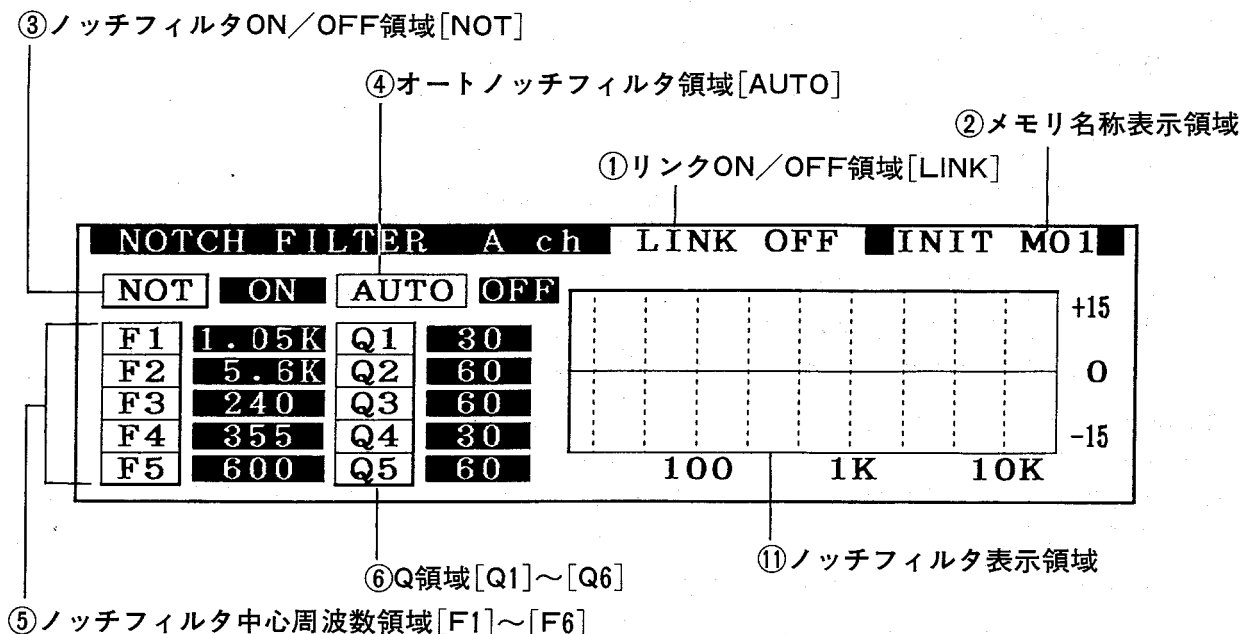 ③ノッチフィルタON／OFF領域[NOT]
④オートノッチフィルタ領域[AUTO]
②メモリ名称表示領域
①リンクON／OFF領域[LINK]
NOTCH FILTER A ch LINK OFF INIT M01
NOT ON AUTO OFF
+15
F1 1.05K Q1 30
F2 5.6K Q2 60
0
F3 240 Q3 60
F4 355 Q4 30
-15
F5 600 Q5 60
100 1K 10K
⑪ノッチフィルタ表示領域
⑥Q領域[Q1]～[Q6]
⑤ノッチフィルタ中心周波数領域[F1]～[F6]